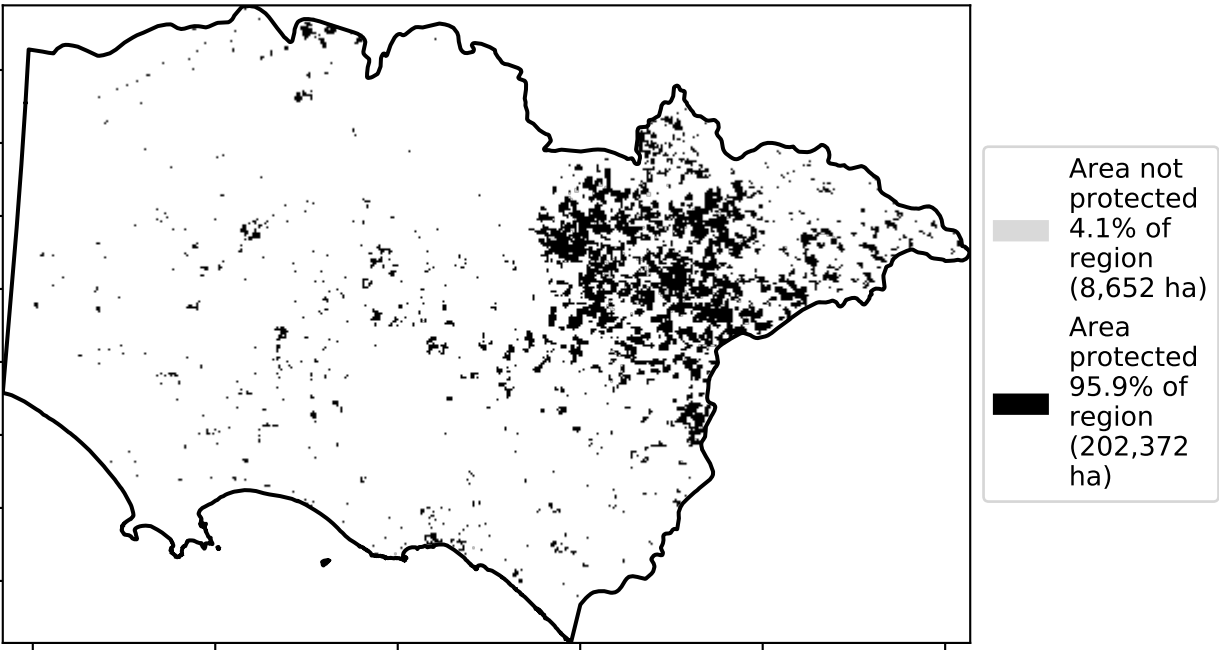 Area not
protected
4.1% of
region
(8,652 ha)
Area
protected
95.9% of
region
(202,372
ha)